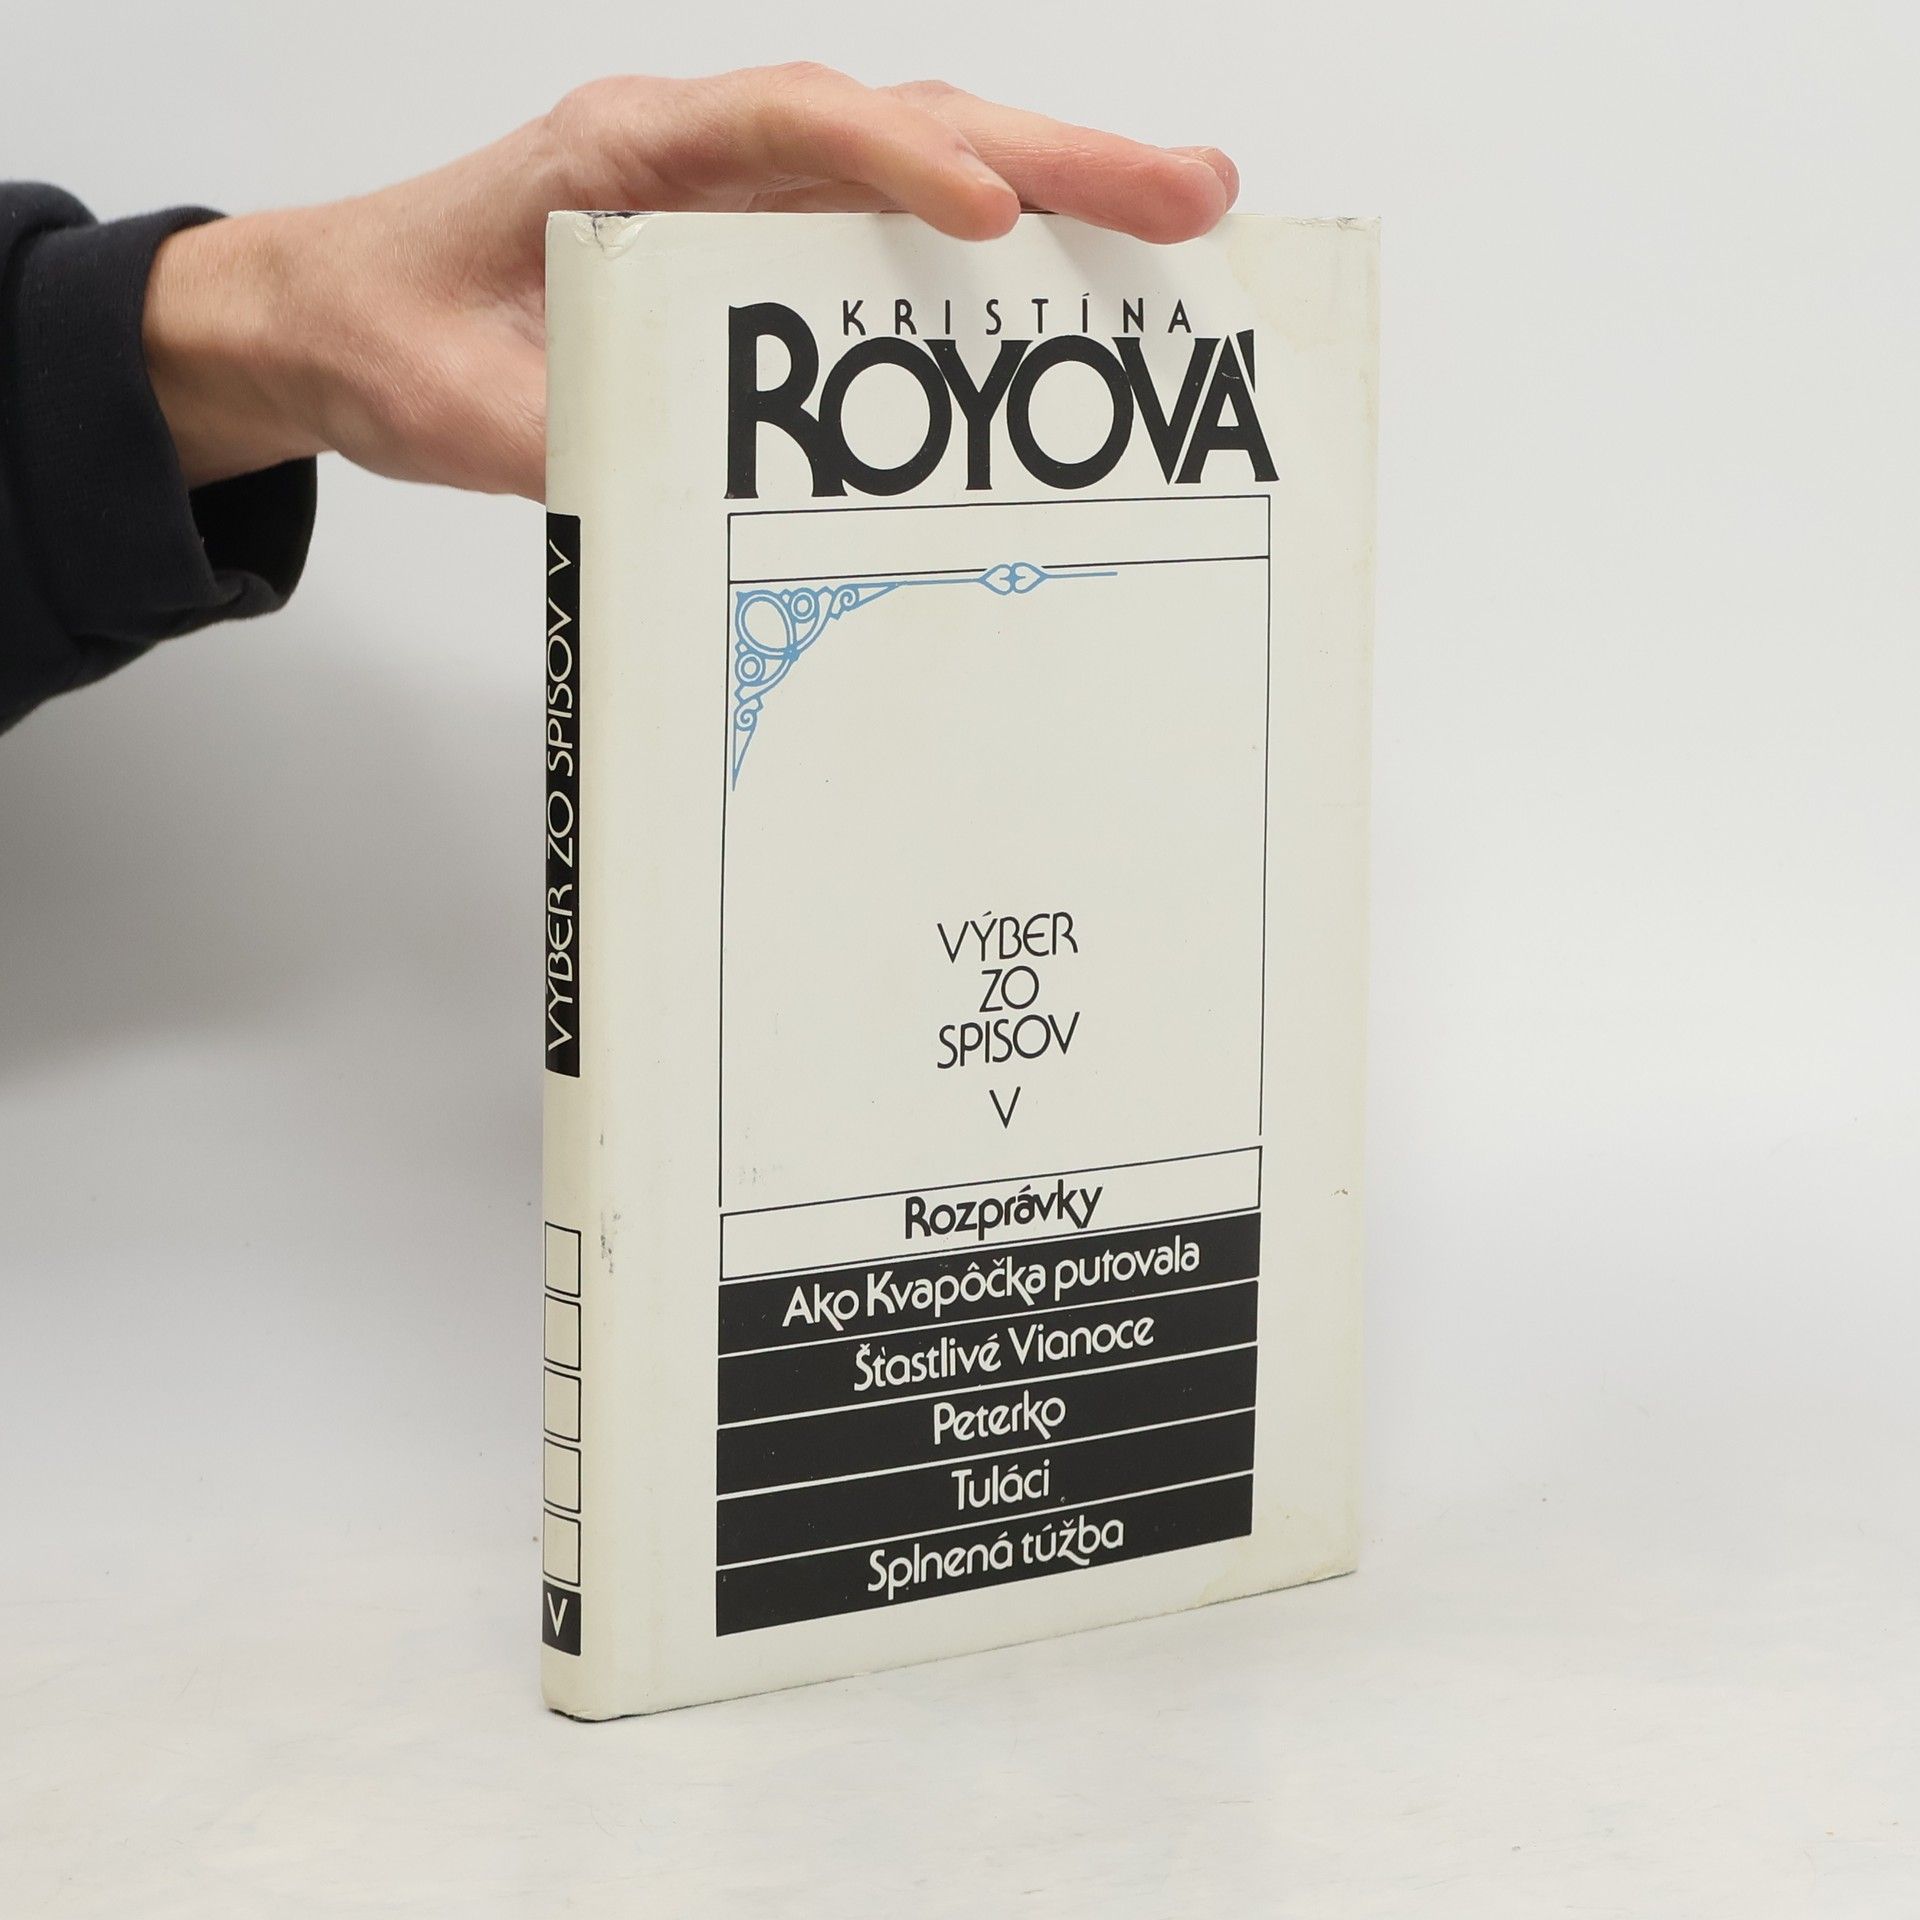 KRISTÍNA
ROYOVÁ
VÝBER
ZO
SPISOV
V
Rozprávky
Ako Kvapôčka putovala
Šťastlivé Vianoce
Peterko
Tuláci
Splnená túžba
VÝBER ZO SPISOV V
V